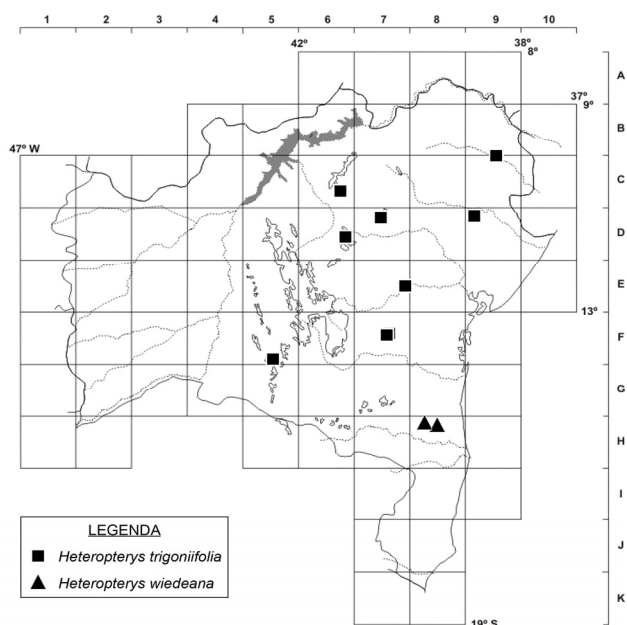 1 2 3 4 5 6 7 8 9 10
42º 38º
8º
A
37º
9º
B
47º W
C
D
E
13º
F
G
H
I
J
K
19º S
LEGENDA
Heteropterys trigoniifolia
Heteropterys wiedeana